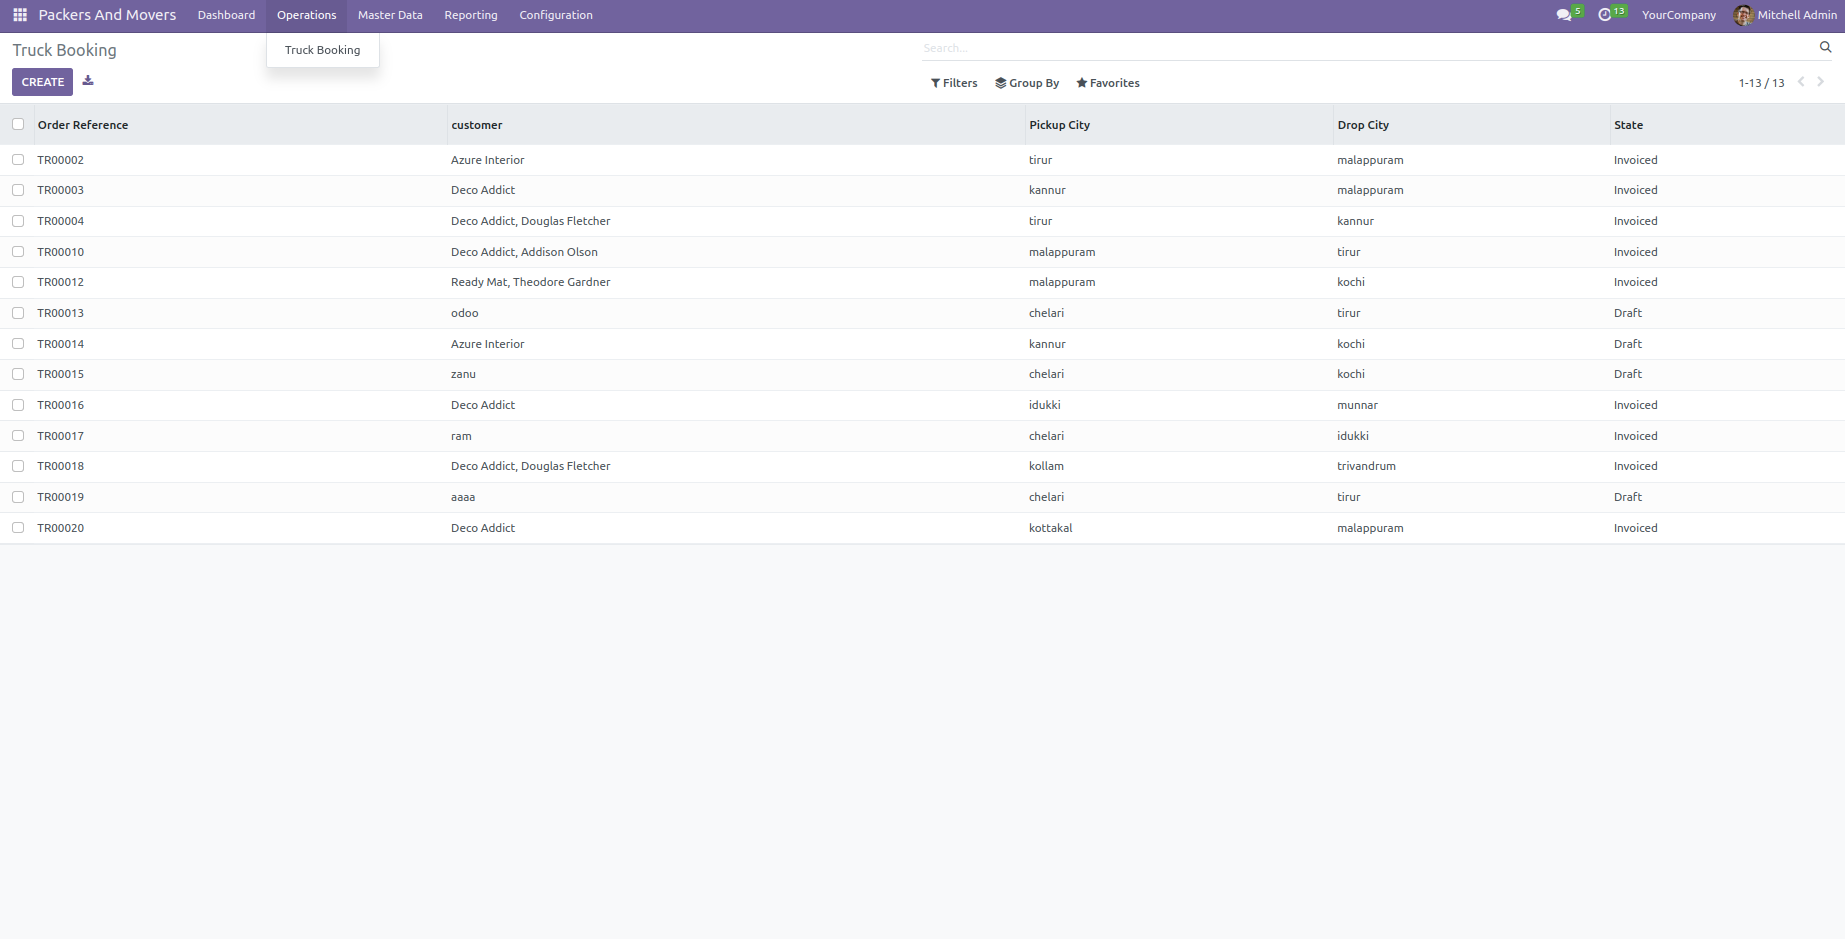 Packers And Movers Dashboard Operations Master Data Reporting Configuration 5 13 YourCompany Mitchell Admin
Truck Booking Truck Booking Search...
CREATE Filters Group By Favorites 1-13 / 13
Order Reference customer Pickup City Drop City State
TR00002 Azure Interior tirur malappuram Invoiced
TR00003 Deco Addict kannur malappuram Invoiced
TR00004 Deco Addict, Douglas Fletcher tirur kannur Invoiced
TR00010 Deco Addict, Addison Olson malappuram tirur Invoiced
TR00012 Ready Mat, Theodore Gardner malappuram kochi Invoiced
TR00013 odoo chelari tirur Draft
TR00014 Azure Interior kannur kochi Draft
TR00015 zanu chelari kochi Draft
TR00016 Deco Addict idukki munnar Invoiced
TR00017 ram chelari idukki Invoiced
TR00018 Deco Addict, Douglas Fletcher kollam trivandrum Invoiced
TR00019 aaaa chelari tirur Draft
TR00020 Deco Addict kottakal malappuram Invoiced